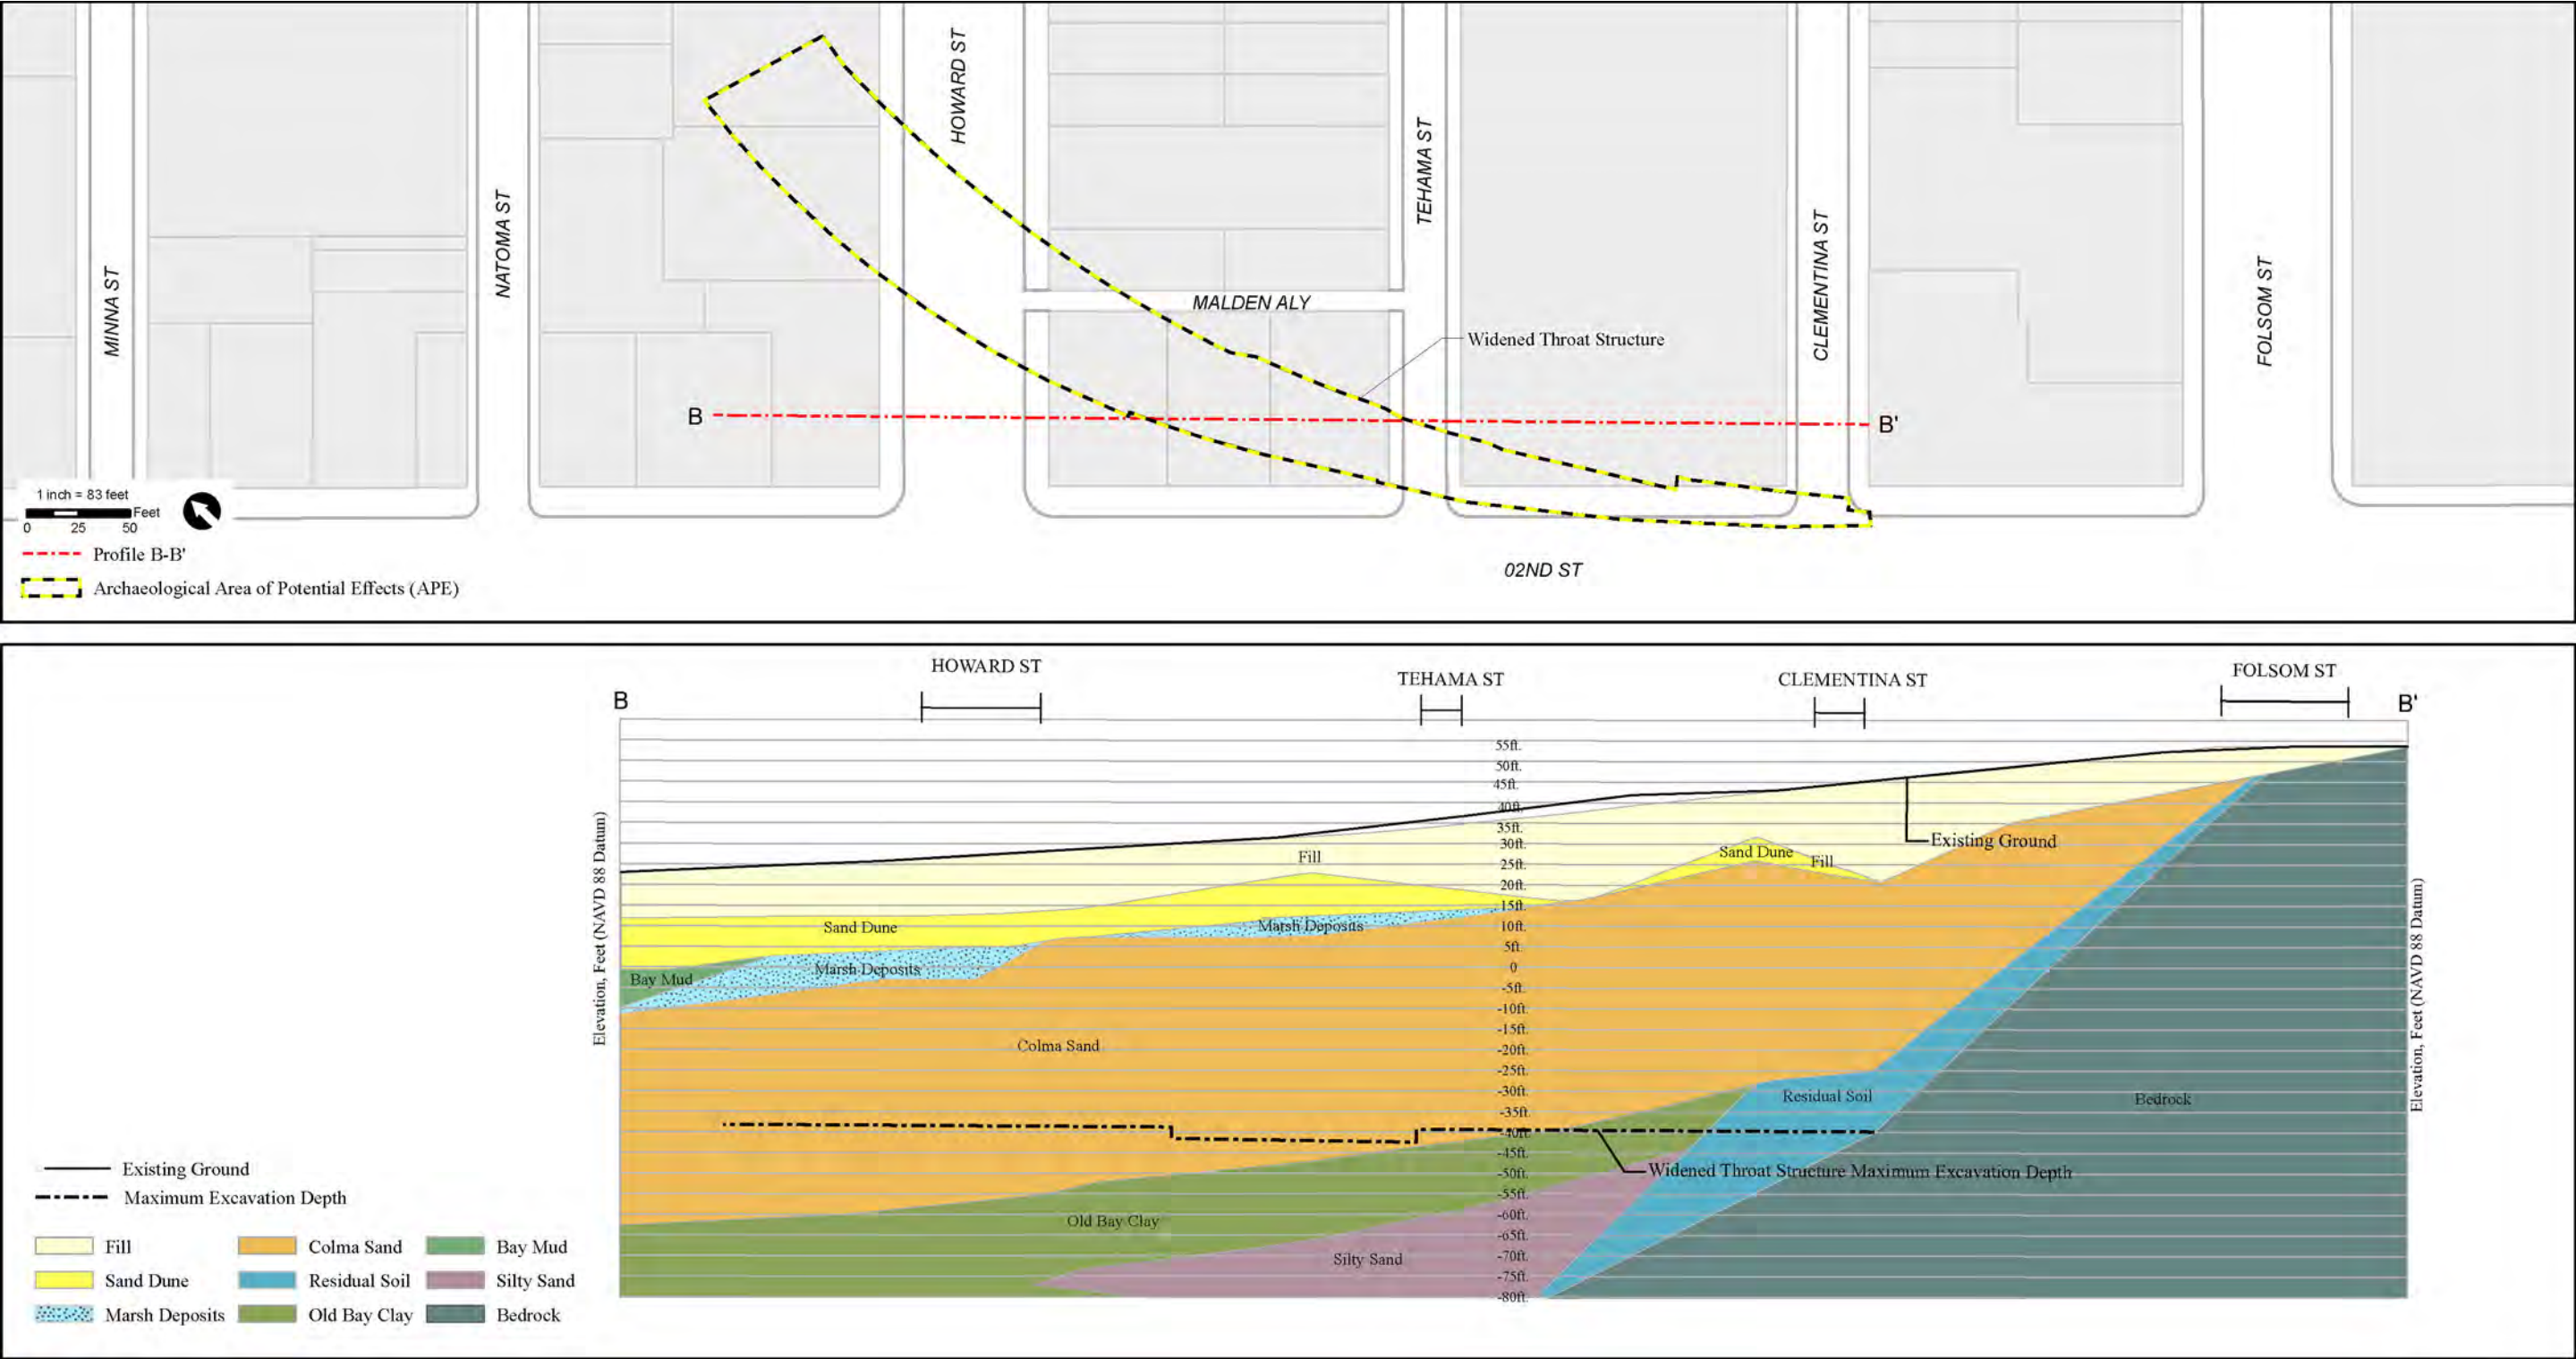 HOWARD ST
TEHAMA ST
CLEMENTINA ST
NATOMA ST
MINNA ST
FOLSOM ST
MALDEN ALY
Widened Throat Structure
B
B'
1 inch = 83 feet
Feet
0 25 50
Profile B-B'
02ND ST
Archaeological Area of Potential Effects (APE)
HOWARD ST
TEHAMA ST
CLEMENTINA ST
FOLSOM ST
B
B'
55ft.
50ft.
45ft.
40ft.
35ft.
30ft.
25ft.
20ft.
15ft.
10ft.
5ft.
0
-5ft.
-10ft.
-15ft.
-20ft.
-25ft.
-30ft.
-35ft.
-40ft.
-45ft.
-50ft.
-55ft.
-60ft.
-65ft.
-70ft.
-75ft.
-80ft.
Elevation, Feet (NAVD 88 Datum)
Elevation, Feet (NAVD 88 Datum)
Existing Ground
Fill
Sand Dune
Fill
Sand Dune
Marsh Deposits
Marsh Deposits
Bay Mud
Colma Sand
Residual Soil
Bedrock
Widened Throat Structure Maximum Excavation Depth
Old Bay Clay
Silty Sand
Existing Ground
Maximum Excavation Depth
Fill
Colma Sand
Bay Mud
Sand Dune
Residual Soil
Silty Sand
Marsh Deposits
Old Bay Clay
Bedrock